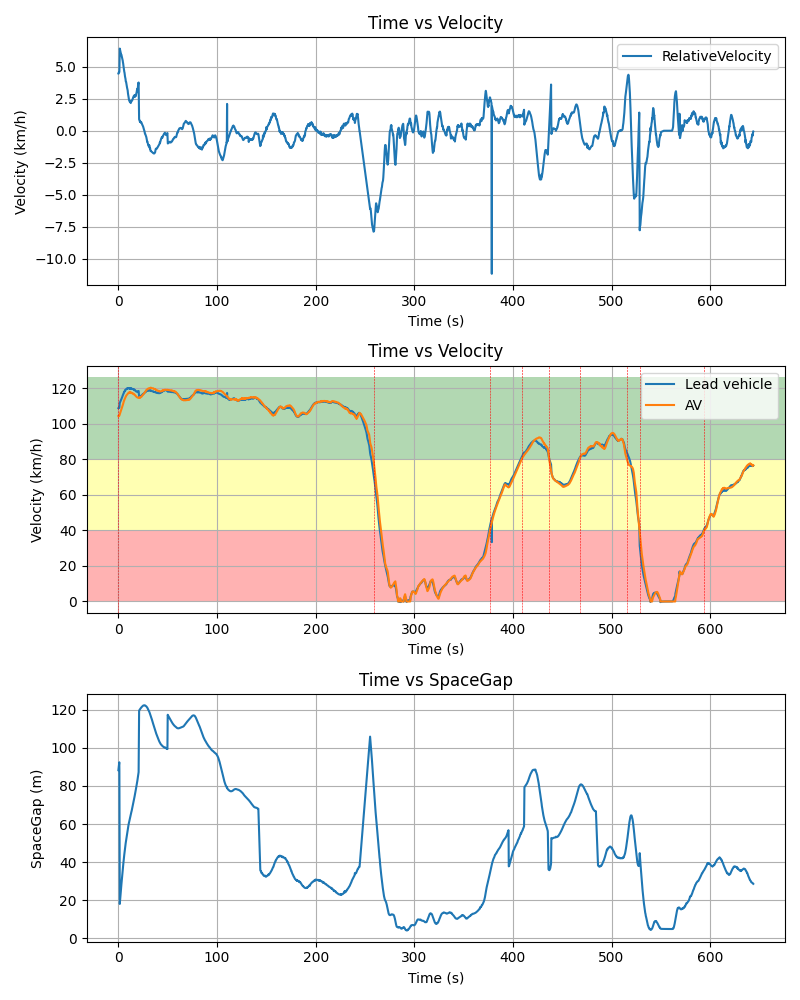 Time vs Velocity
RelativeVelocity
Velocity (km/h)
5.0
2.5
0.0
−2.5
−5.0
−7.5
−10.0
0 100 200 300 400 500 600
Time (s)
Time vs Velocity
Lead vehicle
AV
Velocity (km/h)
120
100
80
60
40
20
0
0 100 200 300 400 500 600
Time (s)
Time vs SpaceGap
SpaceGap (m)
120
100
80
60
40
20
0
0 100 200 300 400 500 600
Time (s)